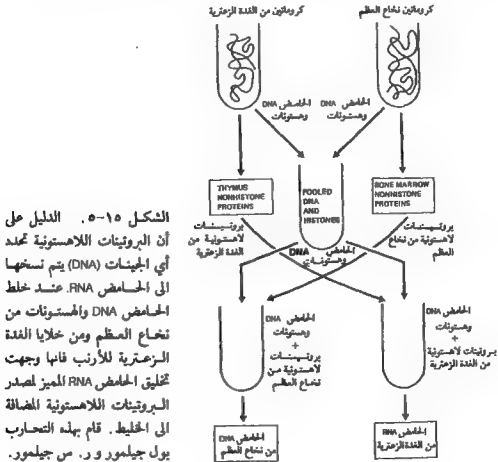 كروماتين نخاع العظم
كروماتين من الغدة الزعترية
الحامض DNA
وهستونات
الحامض DNA
وهستونات
BONE MARROW
NONHISTONE
PROTEINS
POOLED
DNA
AND
HISTONES
THYMUS
NONHISTONE
PROTEINS
بروتينات
لاهستونية من نخاع
العظم
بروتينات
لاهستونية من
الغدة الزعترية
الحامض DNA
الحامض DNA
وهستونات
+
بروتينات لاهستونية
من الغدة الزعترية
الحامض DNA
وهستونات
+
بروتينات
لاهستونية من
نخاع العظم
الحامض RNA
من الغدة الزعترية
الحامض DNA
من نخاع العظم
الشكل ١٥-٥. الدليل على
أن البروتينات اللاهستونية تحدد
أي الجينات (DNA) يتم نسخها
الى الحامض RNA. عند خلط
الحامض DNA والهستونات من
نخاع العظم ومن خلايا الغدة
الزعترية للأرنب فانها وجهت
تخليق الحامض RNA المميز لمصدر
البروتينات اللاهستونية المضافة
الى الخليط. قام بهذه التجارب
بول جيلمور و ر. س جيلمور.